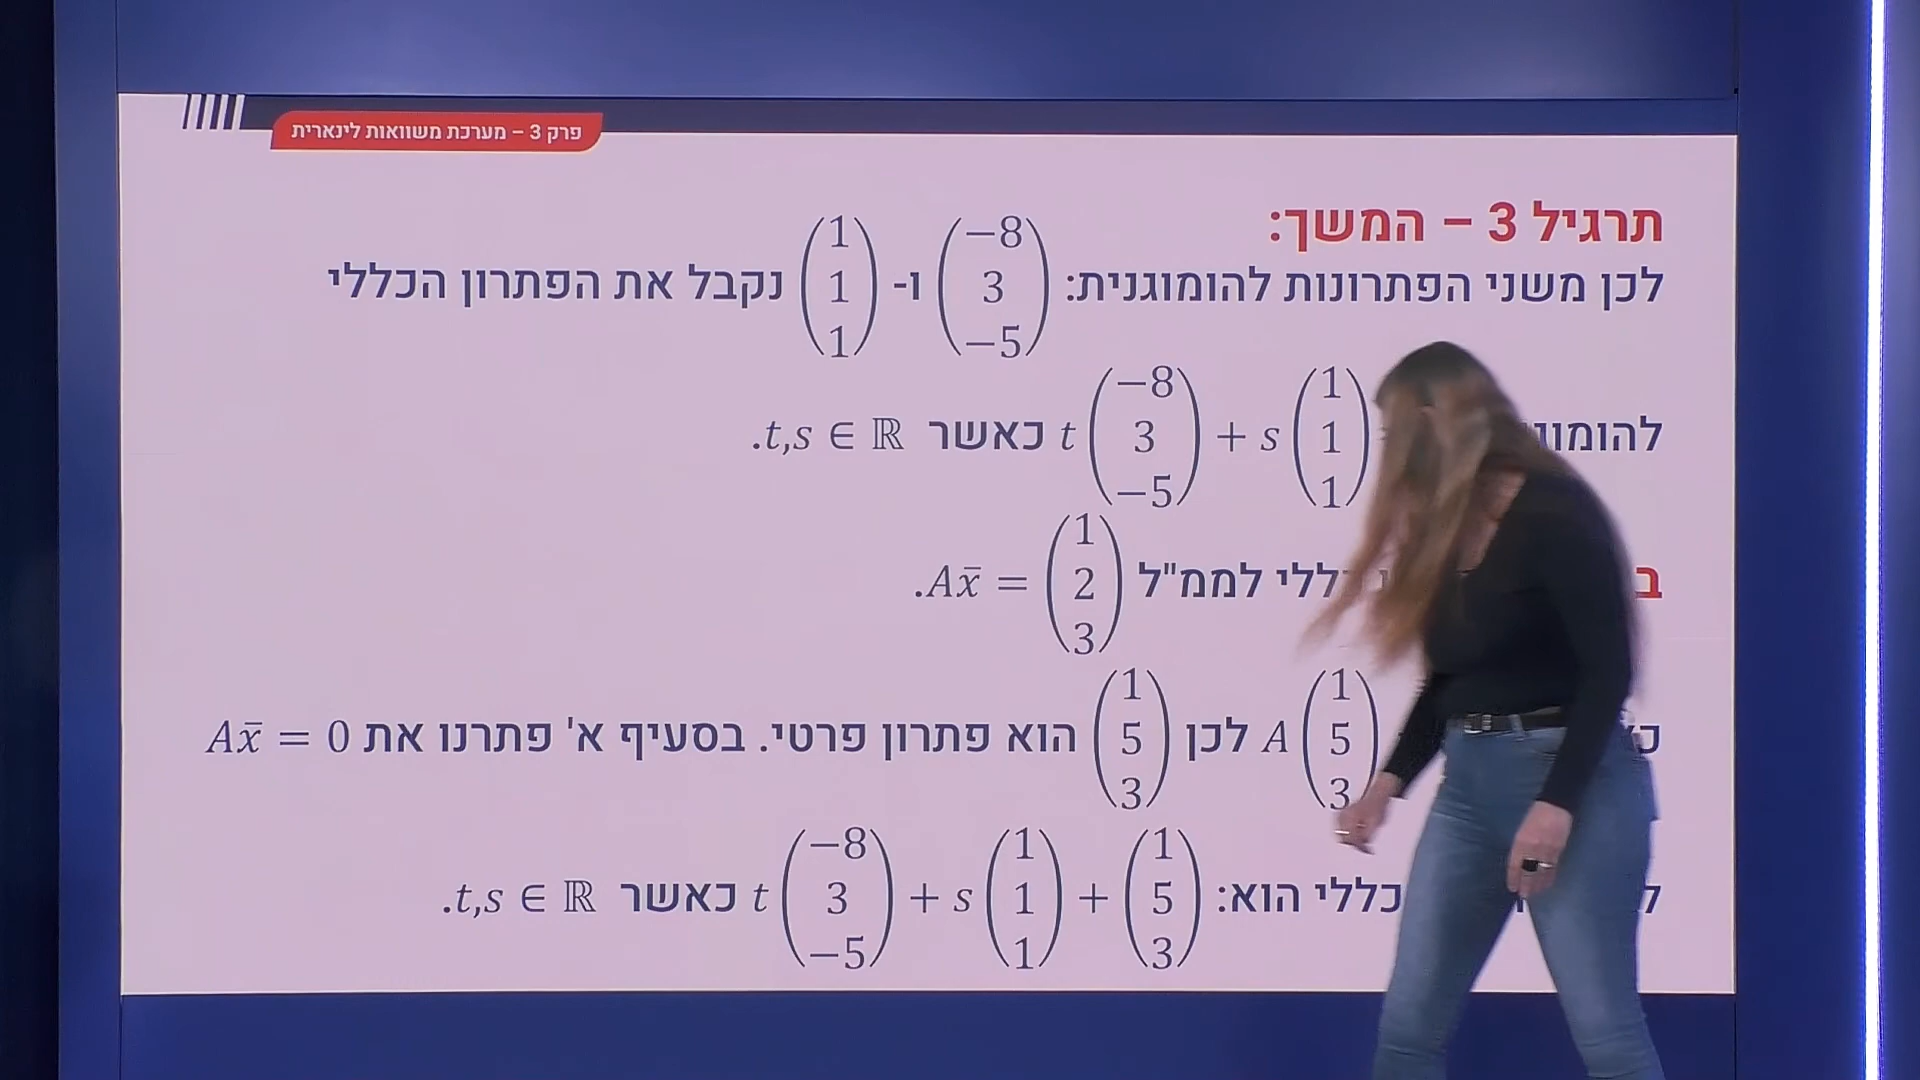 פרק 3 – מערכת משוואות לינארית
תרגיל 3 – המשך:
לכן משני הפתרונות להומוגנית: (−8 3 −5) ו- (1 1 1) נקבל את הפתרון הכללי
(1 1 1) t (−8 3 −5) + s כאשר t,s ∈ ℝ.
ב
לממ"ל Ax̄ = (1 2 3).
A (1 5 3) לכן (1 5 3) הוא פתרון פרטי. בסעיף א' פתרנו את Ax̄ = 0
כללי הוא: t (−8 3 −5) + s (1 1 1) + (1 5 3) כאשר t,s ∈ ℝ.